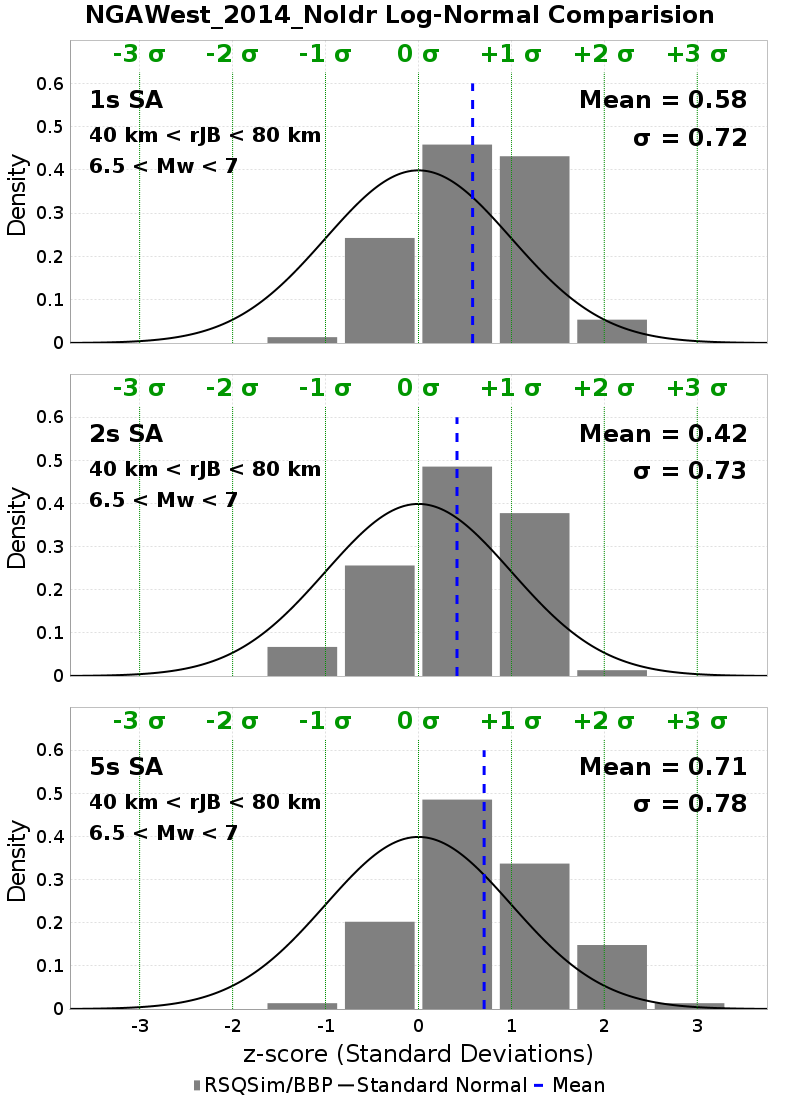 NGAWest_2014_NoIdr Log-Normal Comparision
-3 σ -2 σ -1 σ 0 σ +1 σ +2 σ +3 σ
1s SA
Mean = 0.58
40 km < rJB < 80 km
σ = 0.72
6.5 < Mw < 7
Density
0.6
0.5
0.4
0.3
0.2
0.1
0
-3 σ -2 σ -1 σ 0 σ +1 σ +2 σ +3 σ
2s SA
Mean = 0.42
40 km < rJB < 80 km
σ = 0.73
6.5 < Mw < 7
Density
0.6
0.5
0.4
0.3
0.2
0.1
0
-3 σ -2 σ -1 σ 0 σ +1 σ +2 σ +3 σ
5s SA
Mean = 0.71
40 km < rJB < 80 km
σ = 0.78
6.5 < Mw < 7
Density
0.6
0.5
0.4
0.3
0.2
0.1
0
-3 -2 -1 0 1 2 3
z-score (Standard Deviations)
RSQSim/BBP Standard Normal Mean